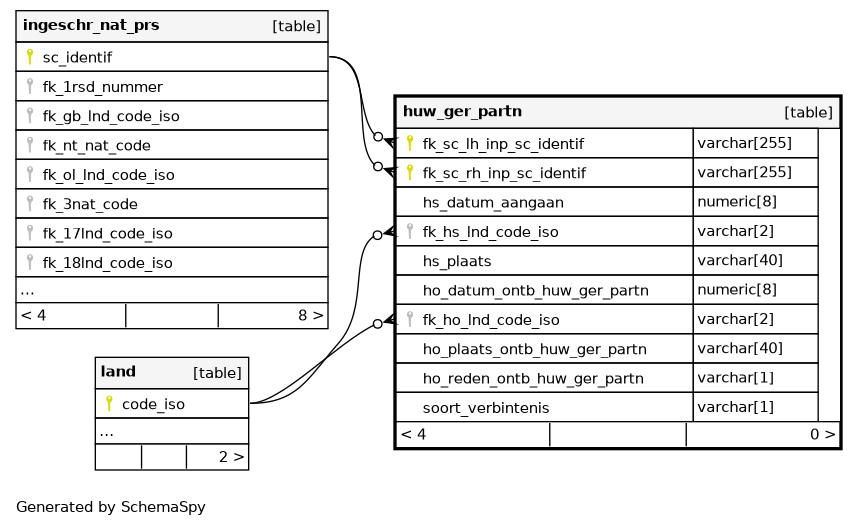 ingeschr_nat_prs [table]
sc_identif
fk_1rsd_nummer
fk_gb_lnd_code_iso
fk_nt_nat_code
fk_ol_lnd_code_iso
fk_3nat_code
fk_17lnd_code_iso
fk_18lnd_code_iso
...
< 4 8 >
land [table]
code_iso
...
2 >
huw_ger_partn [table]
fk_sc_lh_inp_sc_identif varchar[255]
fk_sc_rh_inp_sc_identif varchar[255]
hs_datum_aangaan numeric[8]
fk_hs_lnd_code_iso varchar[2]
hs_plaats varchar[40]
ho_datum_ontb_huw_ger_partn numeric[8]
fk_ho_lnd_code_iso varchar[2]
ho_plaats_ontb_huw_ger_partn varchar[40]
ho_reden_ontb_huw_ger_partn varchar[1]
soort_verbintenis varchar[1]
< 4 0 >
Generated by SchemaSpy